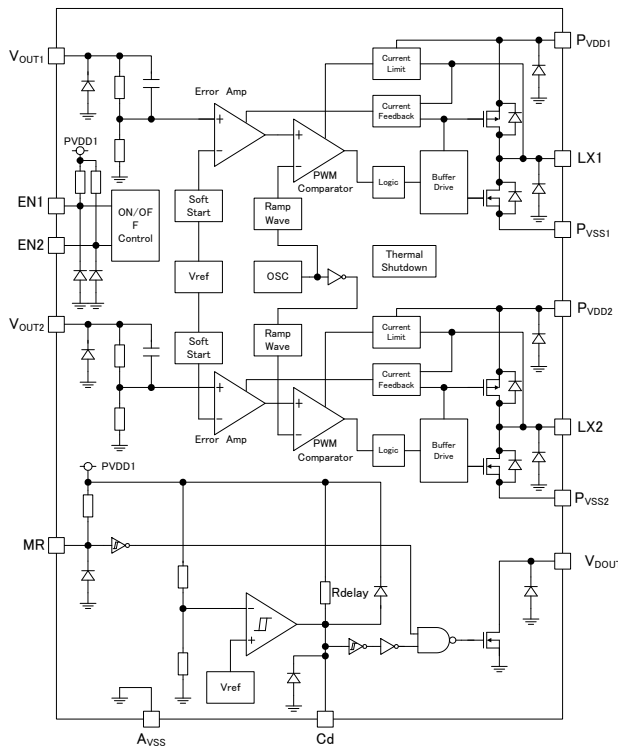 PVDD1
VOUT1
Current
Limit
Error Amp
Current
Feedback
PVDD1
EN1
ON/OF
F
Control
EN2
Soft
Start
Ramp
Wave
PWM
Comparator
Logic
Buffer
Drive
LX1
PVSS1
Vref
OSC
Thermal
Shutdown
PVDD2
VOUT2
Soft
Start
Ramp
Wave
Current
Limit
Current
Feedback
Error Amp
PWM
Comparator
Logic
Buffer
Drive
LX2
PVSS2
PVDD1
MR
Rdelay
VDOUT
Vref
AVSS
Cd